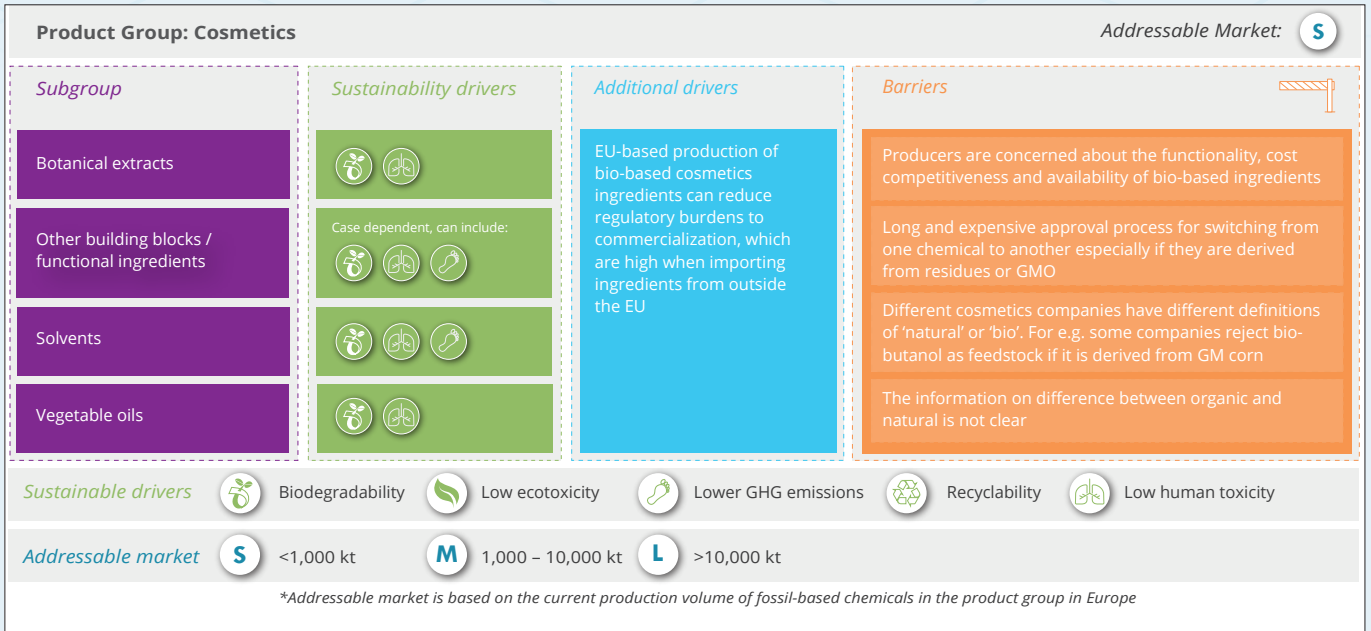 Product Group: Cosmetics
Addressable Market:
S
Subgroup
Sustainability drivers
Additional drivers
Barriers
Botanical extracts
Other building blocks /
functional ingredients
Solvents
Vegetable oils
Case dependent, can include:
EU-based production of
bio-based cosmetics
ingredients can reduce
regulatory burdens to
commercialization, which
are high when importing
ingredients from outside
the EU
Producers are concerned about the functionality, cost
competitiveness and availability of bio-based ingredients
Long and expensive approval process for switching from
one chemical to another especially if they are derived
from residues or GMO
Different cosmetics companies have different definitions
of ‘natural’ or ‘bio’. For e.g. some companies reject bio-
butanol as feedstock if it is derived from GM corn
The information on difference between organic and
natural is not clear
Sustainable drivers
Biodegradability
Low ecotoxicity
Lower GHG emissions
Recyclability
Low human toxicity
Addressable market
S
<1,000 kt
M
1,000 – 10,000 kt
L
>10,000 kt
*Addressable market is based on the current production volume of fossil-based chemicals in the product group in Europe